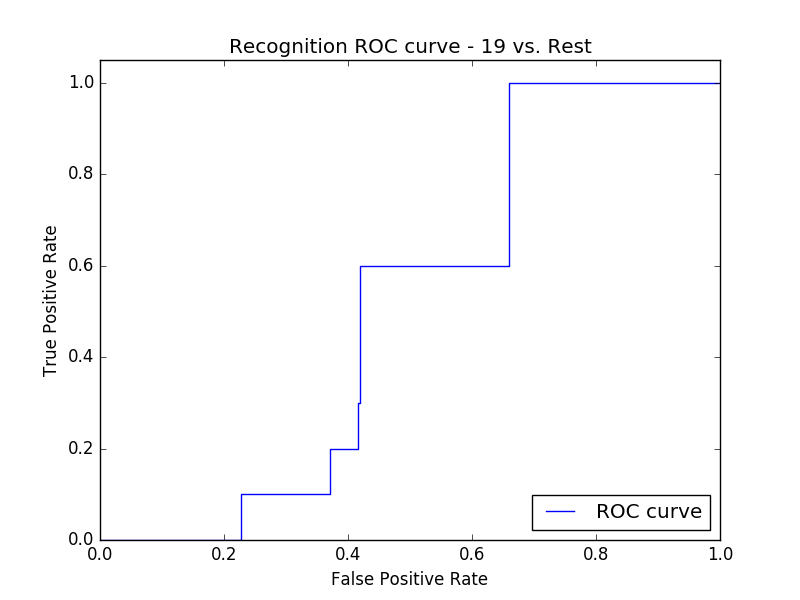 Recognition ROC curve - 19 vs. Rest
1.0
0.8
0.6
0.4
0.2
0.0
True Positive Rate
0.0 0.2 0.4 0.6 0.8 1.0
False Positive Rate
ROC curve